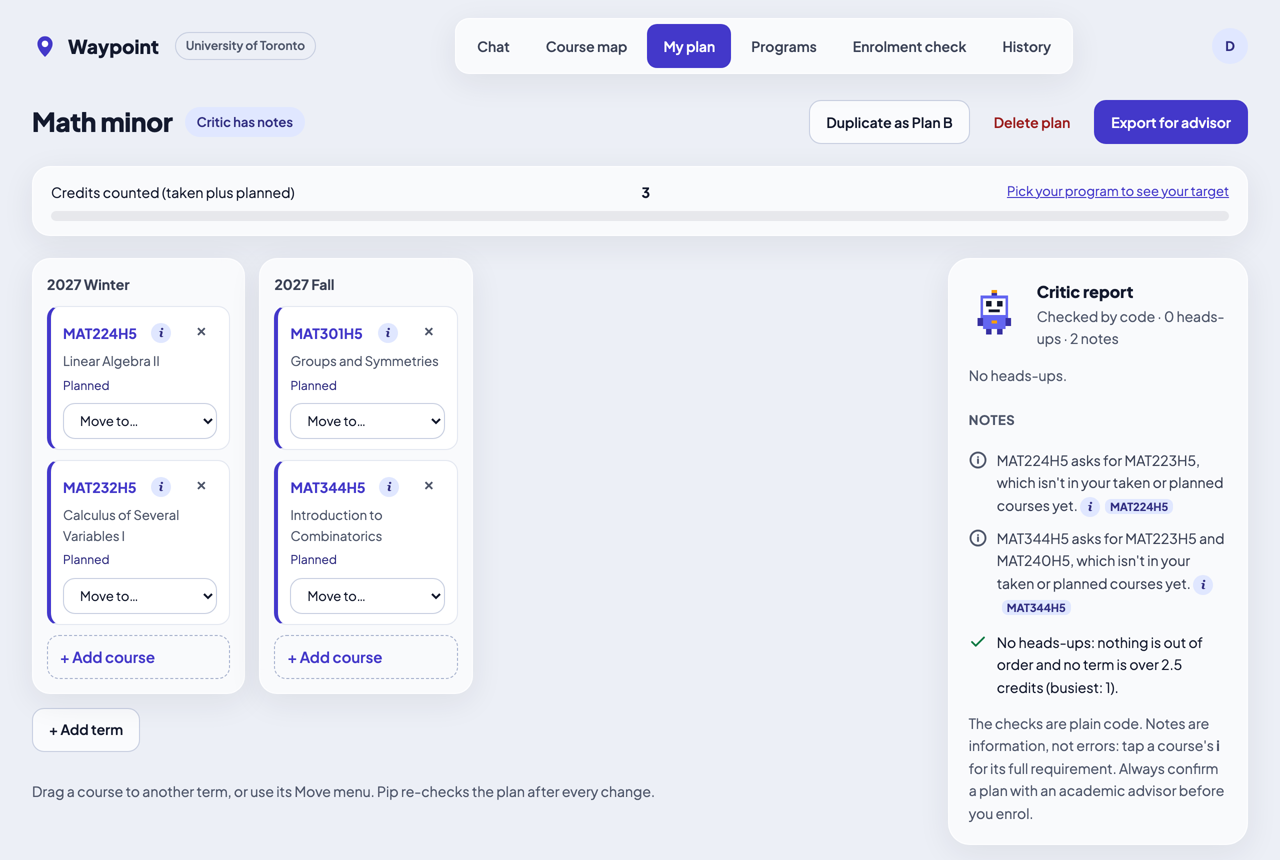 Waypoint
University of Toronto
Chat
Course map
My plan
Programs
Enrolment check
History
D
Math minor
Critic has notes
Duplicate as Plan B
Delete plan
Export for advisor
Credits counted (taken plus planned)
3
Pick your program to see your target
2027 Winter
MAT224H5 i ×
Linear Algebra II
Planned
Move to...
MAT232H5 i ×
Calculus of Several
Variables I
Planned
Move to...
+ Add course
2027 Fall
MAT301H5 i ×
Groups and Symmetries
Planned
Move to...
MAT344H5 i ×
Introduction to
Combinatorics
Planned
Move to...
+ Add course
+ Add term
Drag a course to another term, or use its Move menu. Pip re-checks the plan after every change.
Critic report
Checked by code · 0 heads-
ups · 2 notes
No heads-ups.
NOTES
MAT224H5 asks for MAT223H5,
which isn't in your taken or planned
courses yet. i MAT224H5
MAT344H5 asks for MAT223H5 and
MAT240H5, which isn't in your
taken or planned courses yet. i
MAT344H5
No heads-ups: nothing is out of
order and no term is over 2.5
credits (busiest: 1).
The checks are plain code. Notes are
information, not errors: tap a course's i
for its full requirement. Always confirm
a plan with an academic advisor before
you enrol.